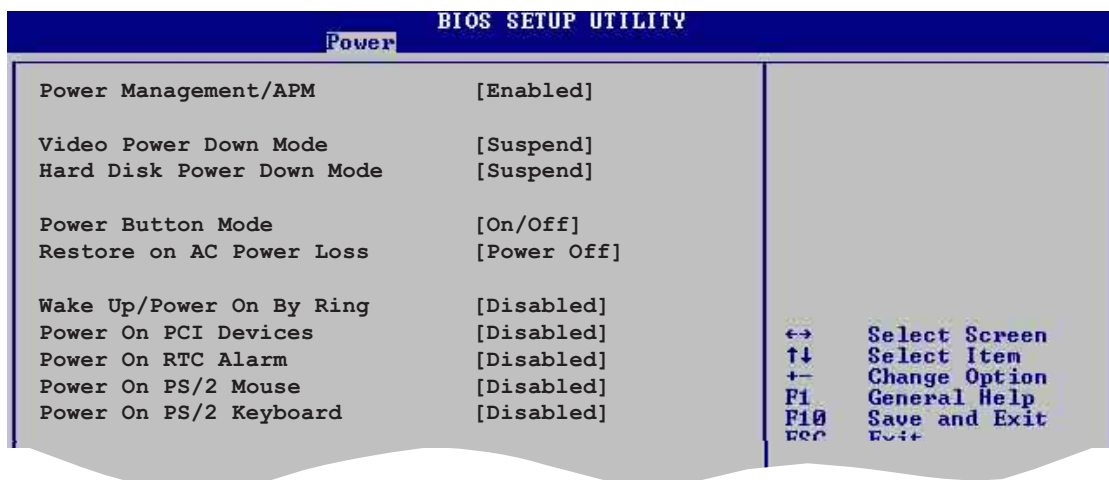 BIOS SETUP UTILITY
Power
Power Management/APM [Enabled]
Video Power Down Mode [Suspend]
Hard Disk Power Down Mode [Suspend]
Power Button Mode [On/Off]
Restore on AC Power Loss [Power Off]
Wake Up/Power On By Ring [Disabled]
Power On PCI Devices [Disabled]
Power On RTC Alarm [Disabled]
Power On PS/2 Mouse [Disabled]
Power On PS/2 Keyboard [Disabled]
←→ Select Screen
↑↓ Select Item
+- Change Option
F1 General Help
F10 Save and Exit
ESC Exit